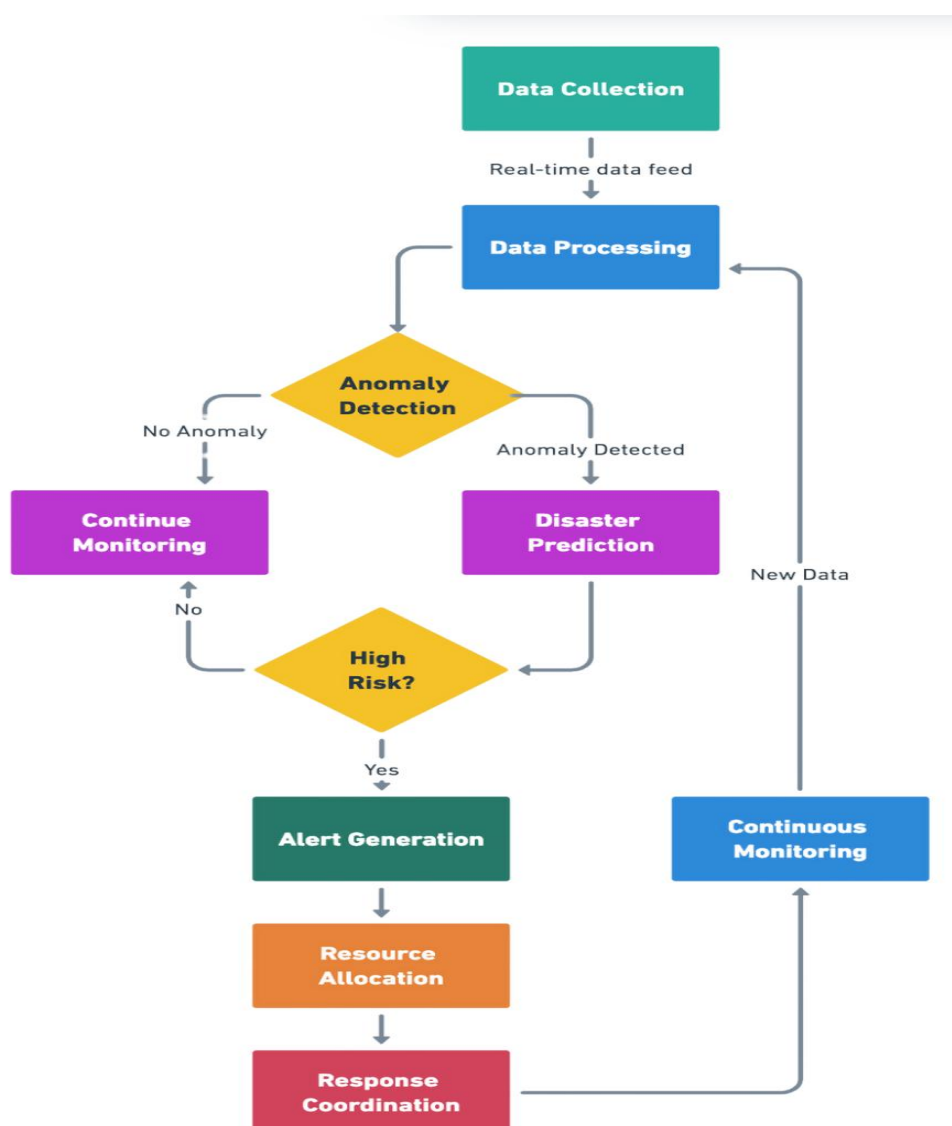 Data Collection
Real-time data feed
Data Processing
Anomaly
Detection
No Anomaly
Anomaly Detected
Continue
Monitoring
Disaster
Prediction
New Data
No
High
Risk?
Yes
Alert Generation
Continuous
Monitoring
Resource
Allocation
Response
Coordination